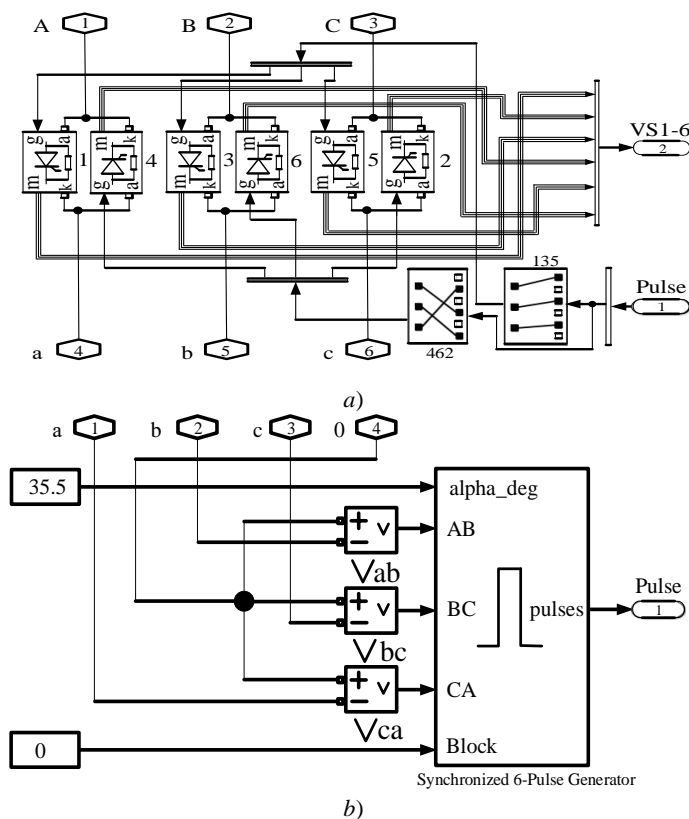 A 1 B 2 C 3
g m k a
g m k a
g m k a
1 4 3 6 5 2
m k g a
m k g a
m k g a
VS1-6
2
135
Pulse
1
462
a 4 b 5 c 6
a)
a 1 b 2 c 3 0 4
35.5
alpha_deg
+ - v
AB
Vab
+ - v
BC
pulses
Pulse
1
Vbc
+ - v
CA
Vca
0
Block
Synchronized 6-Pulse Generator
b)